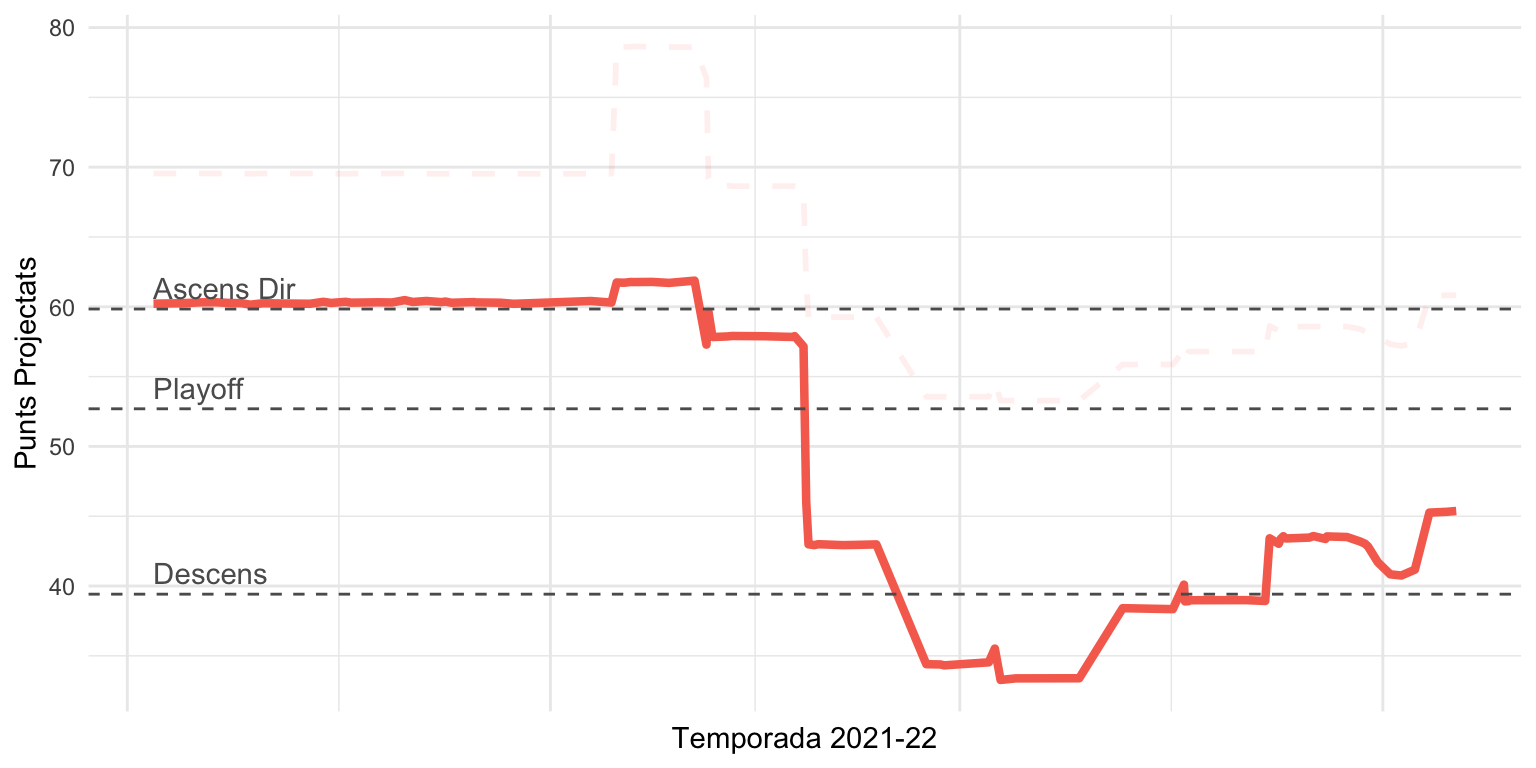 80
70
60
50
40
Punts Projectats
Ascens Dir
Playoff
Descens
Temporada 2021-22